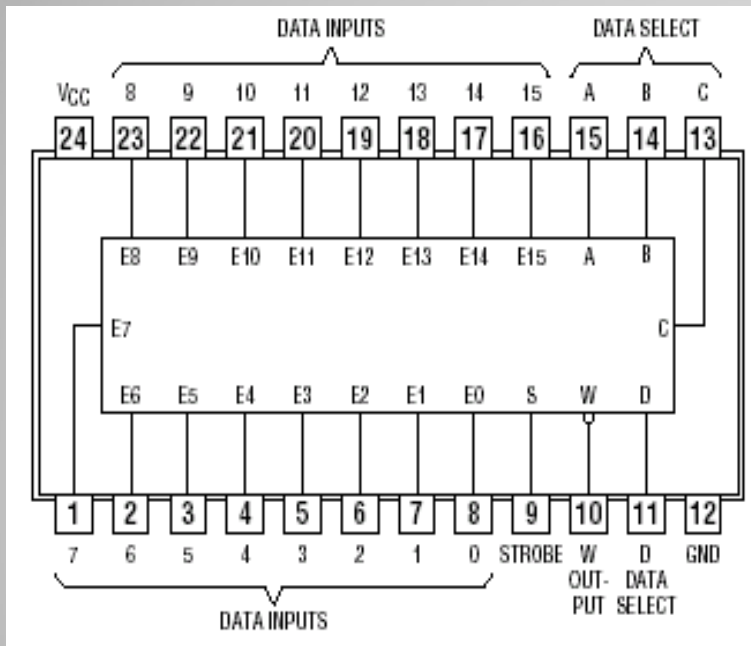 DATA INPUTS DATA SELECT
VCC 8 9 10 11 12 13 14 15 A B C
24 23 22 21 20 19 18 17 16 15 14 13
E8 E9 E10 E11 E12 E13 E14 E15 A B
E7 C
E6 E5 E4 E3 E2 E1 E0 S W D
1 2 3 4 5 6 7 8 9 10 11 12
7 6 5 4 3 2 1 0 STROBE W D GND
OUT- DATA
PUT SELECT
DATA INPUTS